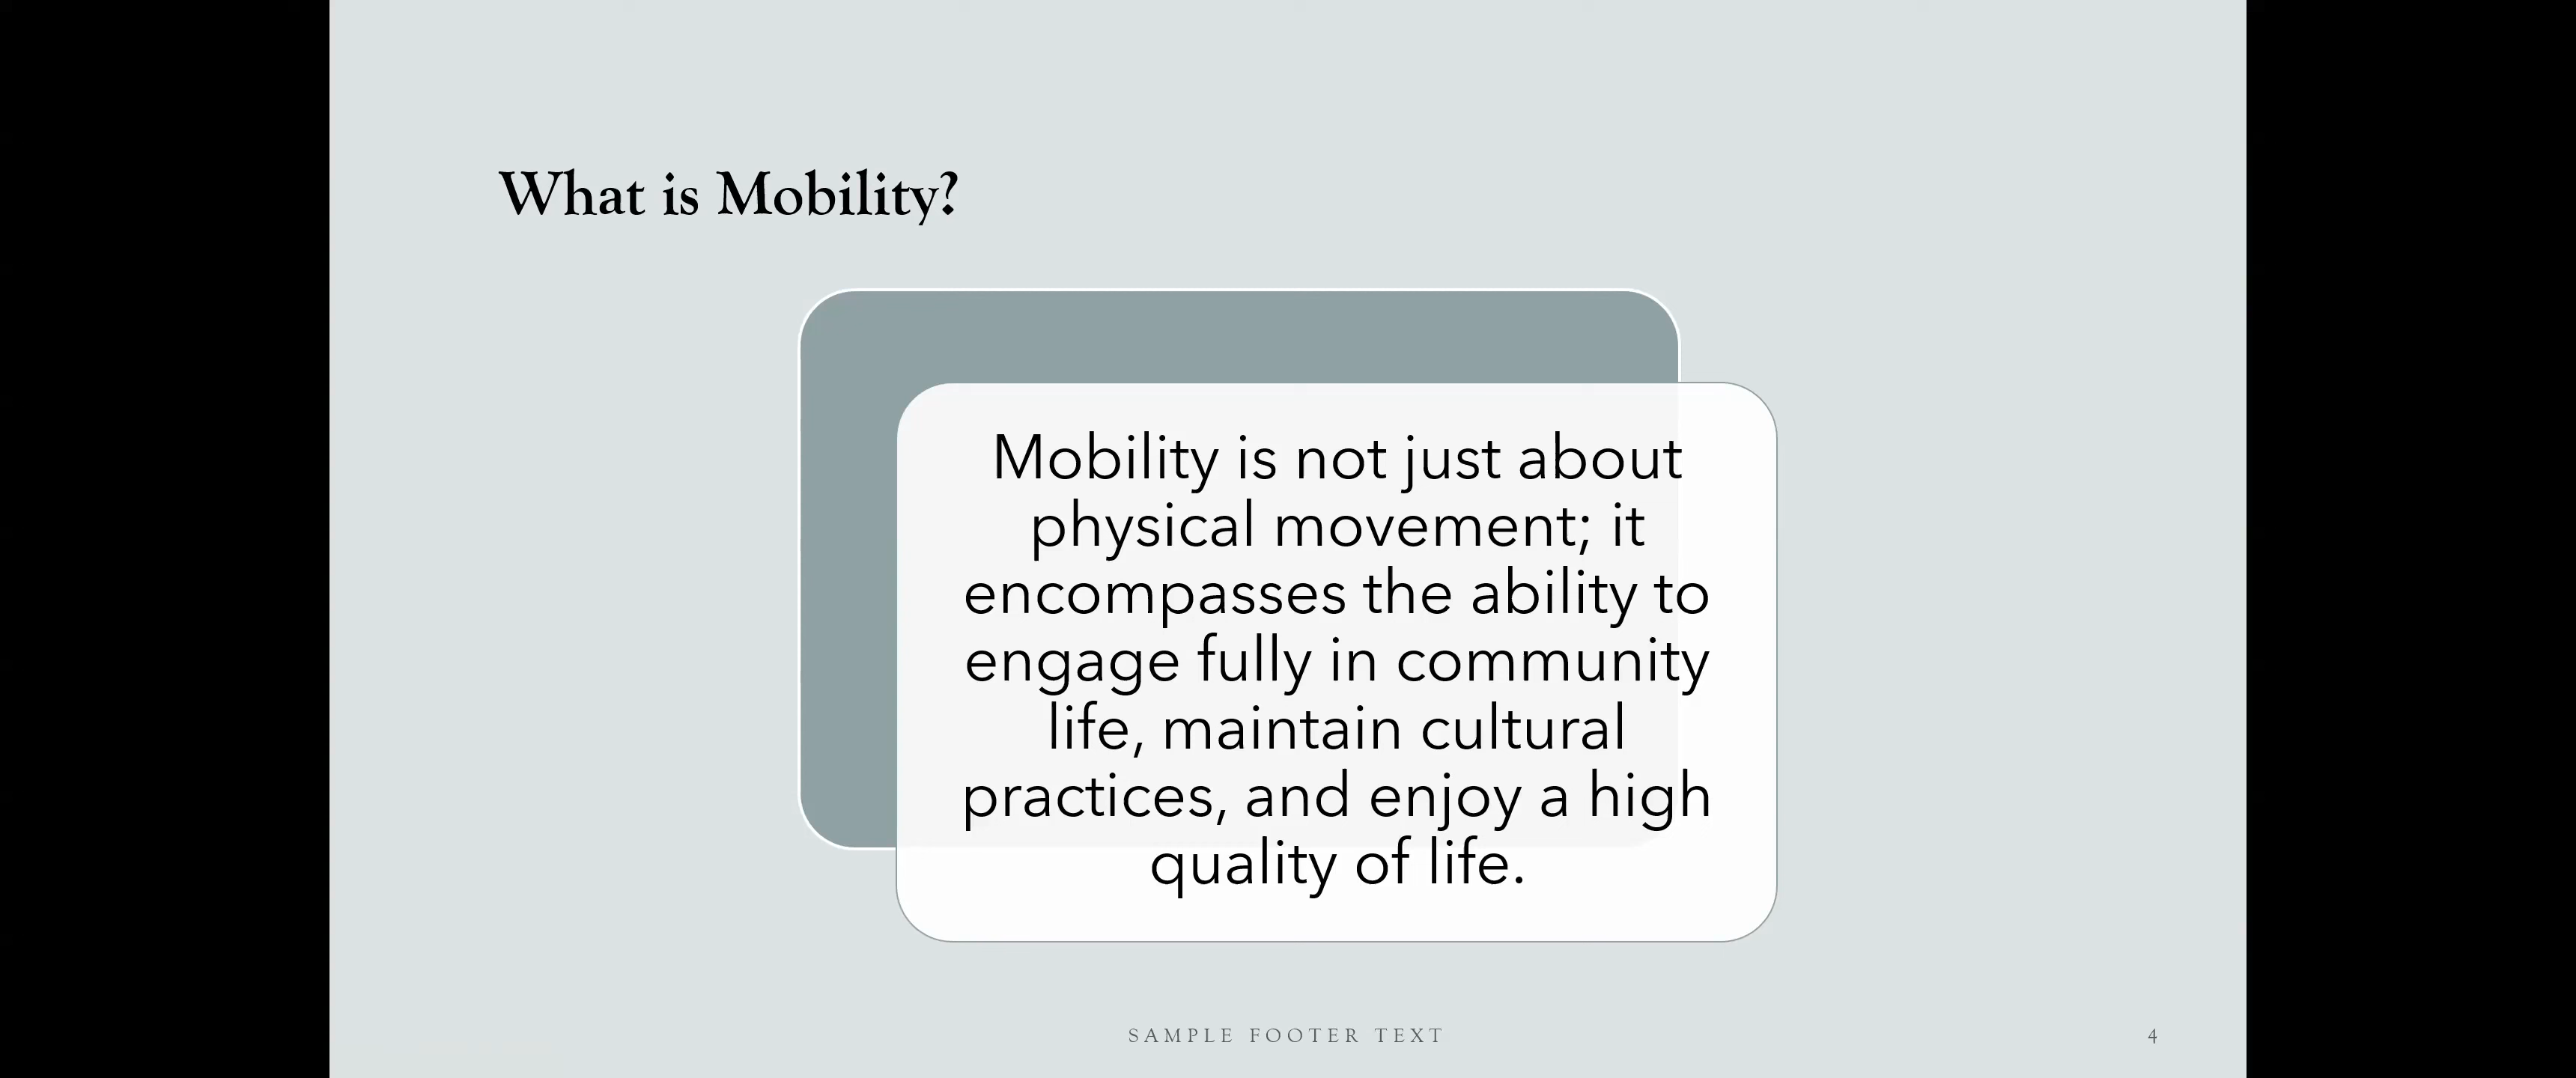 What is Mobility?
Mobility is not just about
physical movement; it
encompasses the ability to
engage fully in community
life, maintain cultural
practices, and enjoy a high
quality of life.
SAMPLE FOOTER TEXT
4